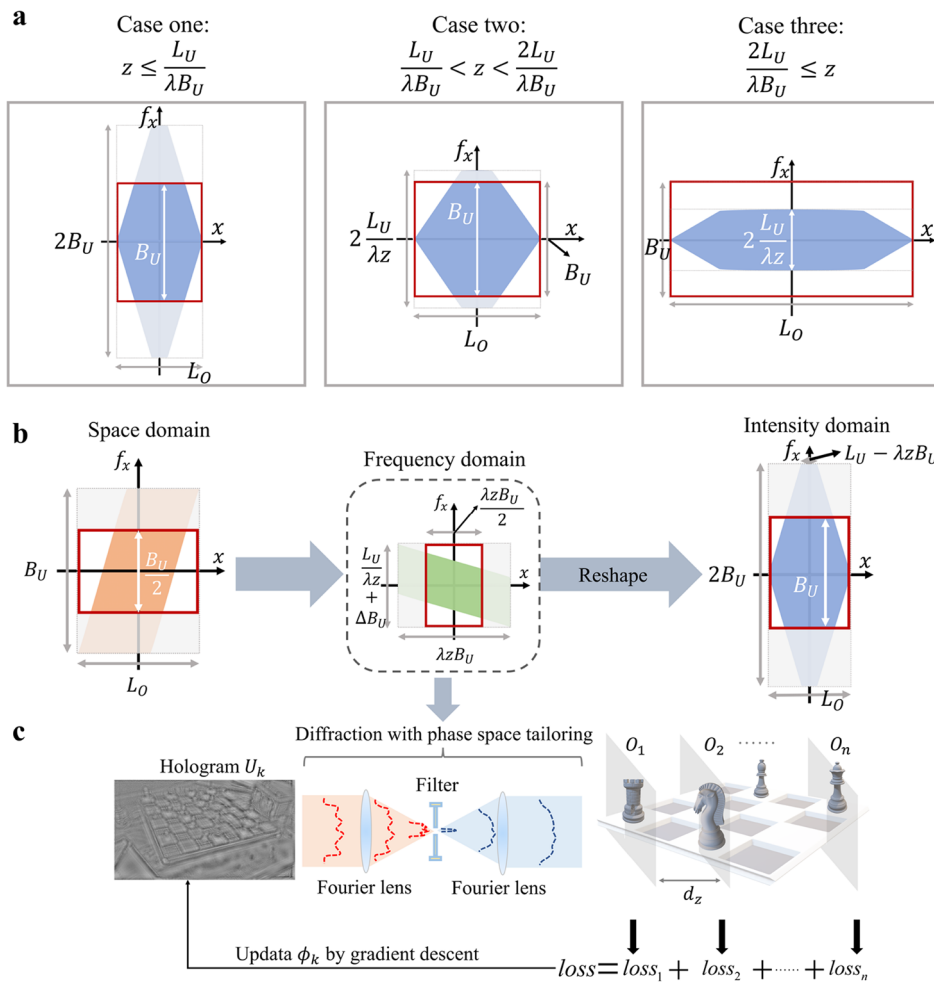 a
Case one:
z ≤ L_U / λB_U
Case two:
L_U / λB_U < z < 2L_U / λB_U
Case three:
2L_U / λB_U ≤ z
f_x
2B_U
B_U
x
L_O
f_x
2 L_U / λz
B_U
x
B_U
L_O
f_x
B_U
2 L_U / λz
x
L_O
b
Space domain
f_x
B_U
B_U / 2
x
L_O
Frequency domain
f_x
λzB_U / 2
L_U / λz + ΔB_U
x
λzB_U
Reshape
Intensity domain
f_x
L_U − λzB_U
2B_U
B_U
x
L_O
c
Diffraction with phase space tailoring
Hologram U_k
Filter
Fourier lens
Fourier lens
O_1
O_2
······
O_n
d_z
Updata ϕ_k by gradient descent
loss = loss_1 + loss_2 + ······ + loss_n